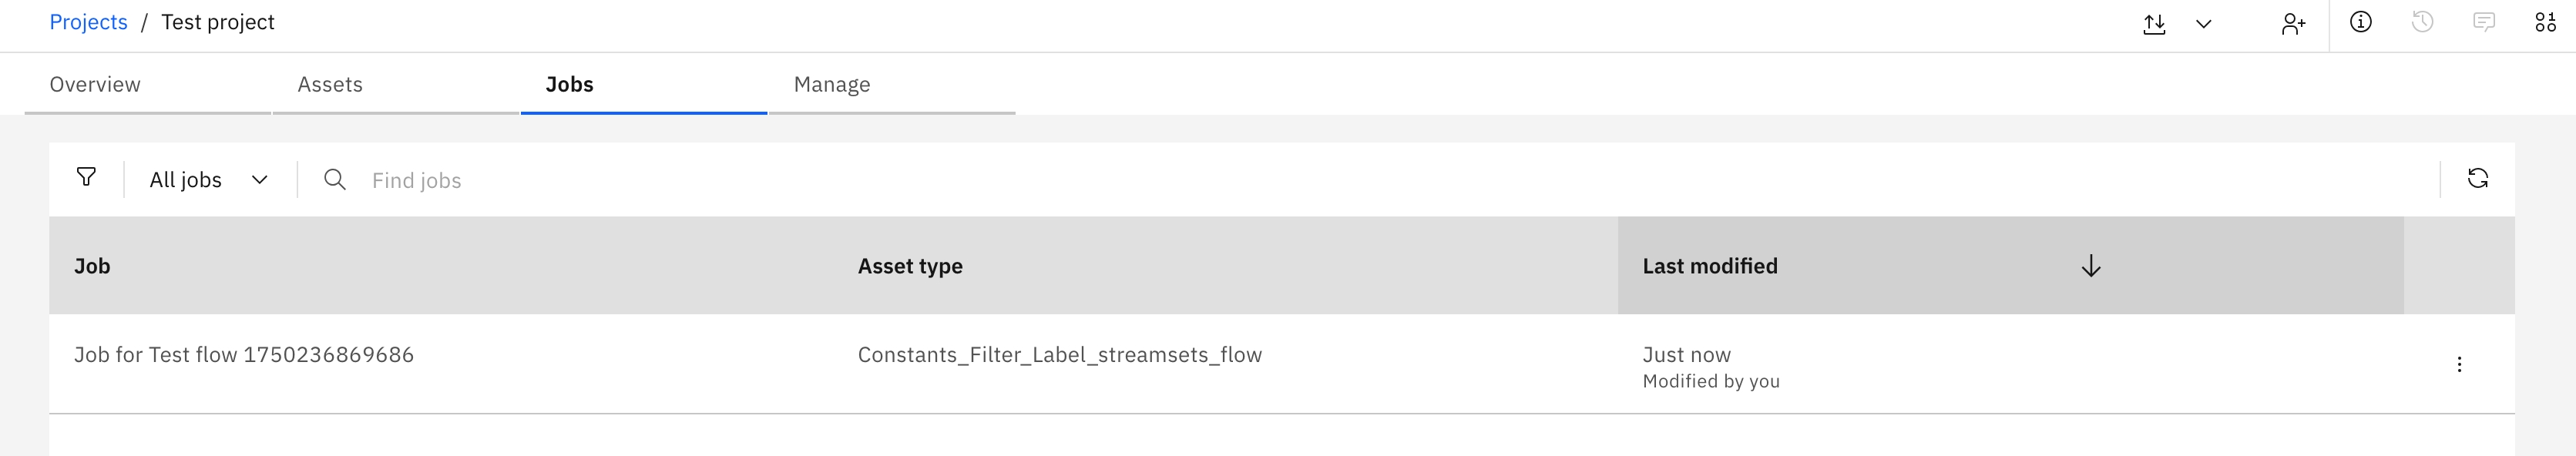 Projects / Test project
Overview Assets Jobs Manage
All jobs Find jobs
Job Asset type Last modified
Job for Test flow 1750236869686 Constants_Filter_Label_streamsets_flow Just now
Modified by you